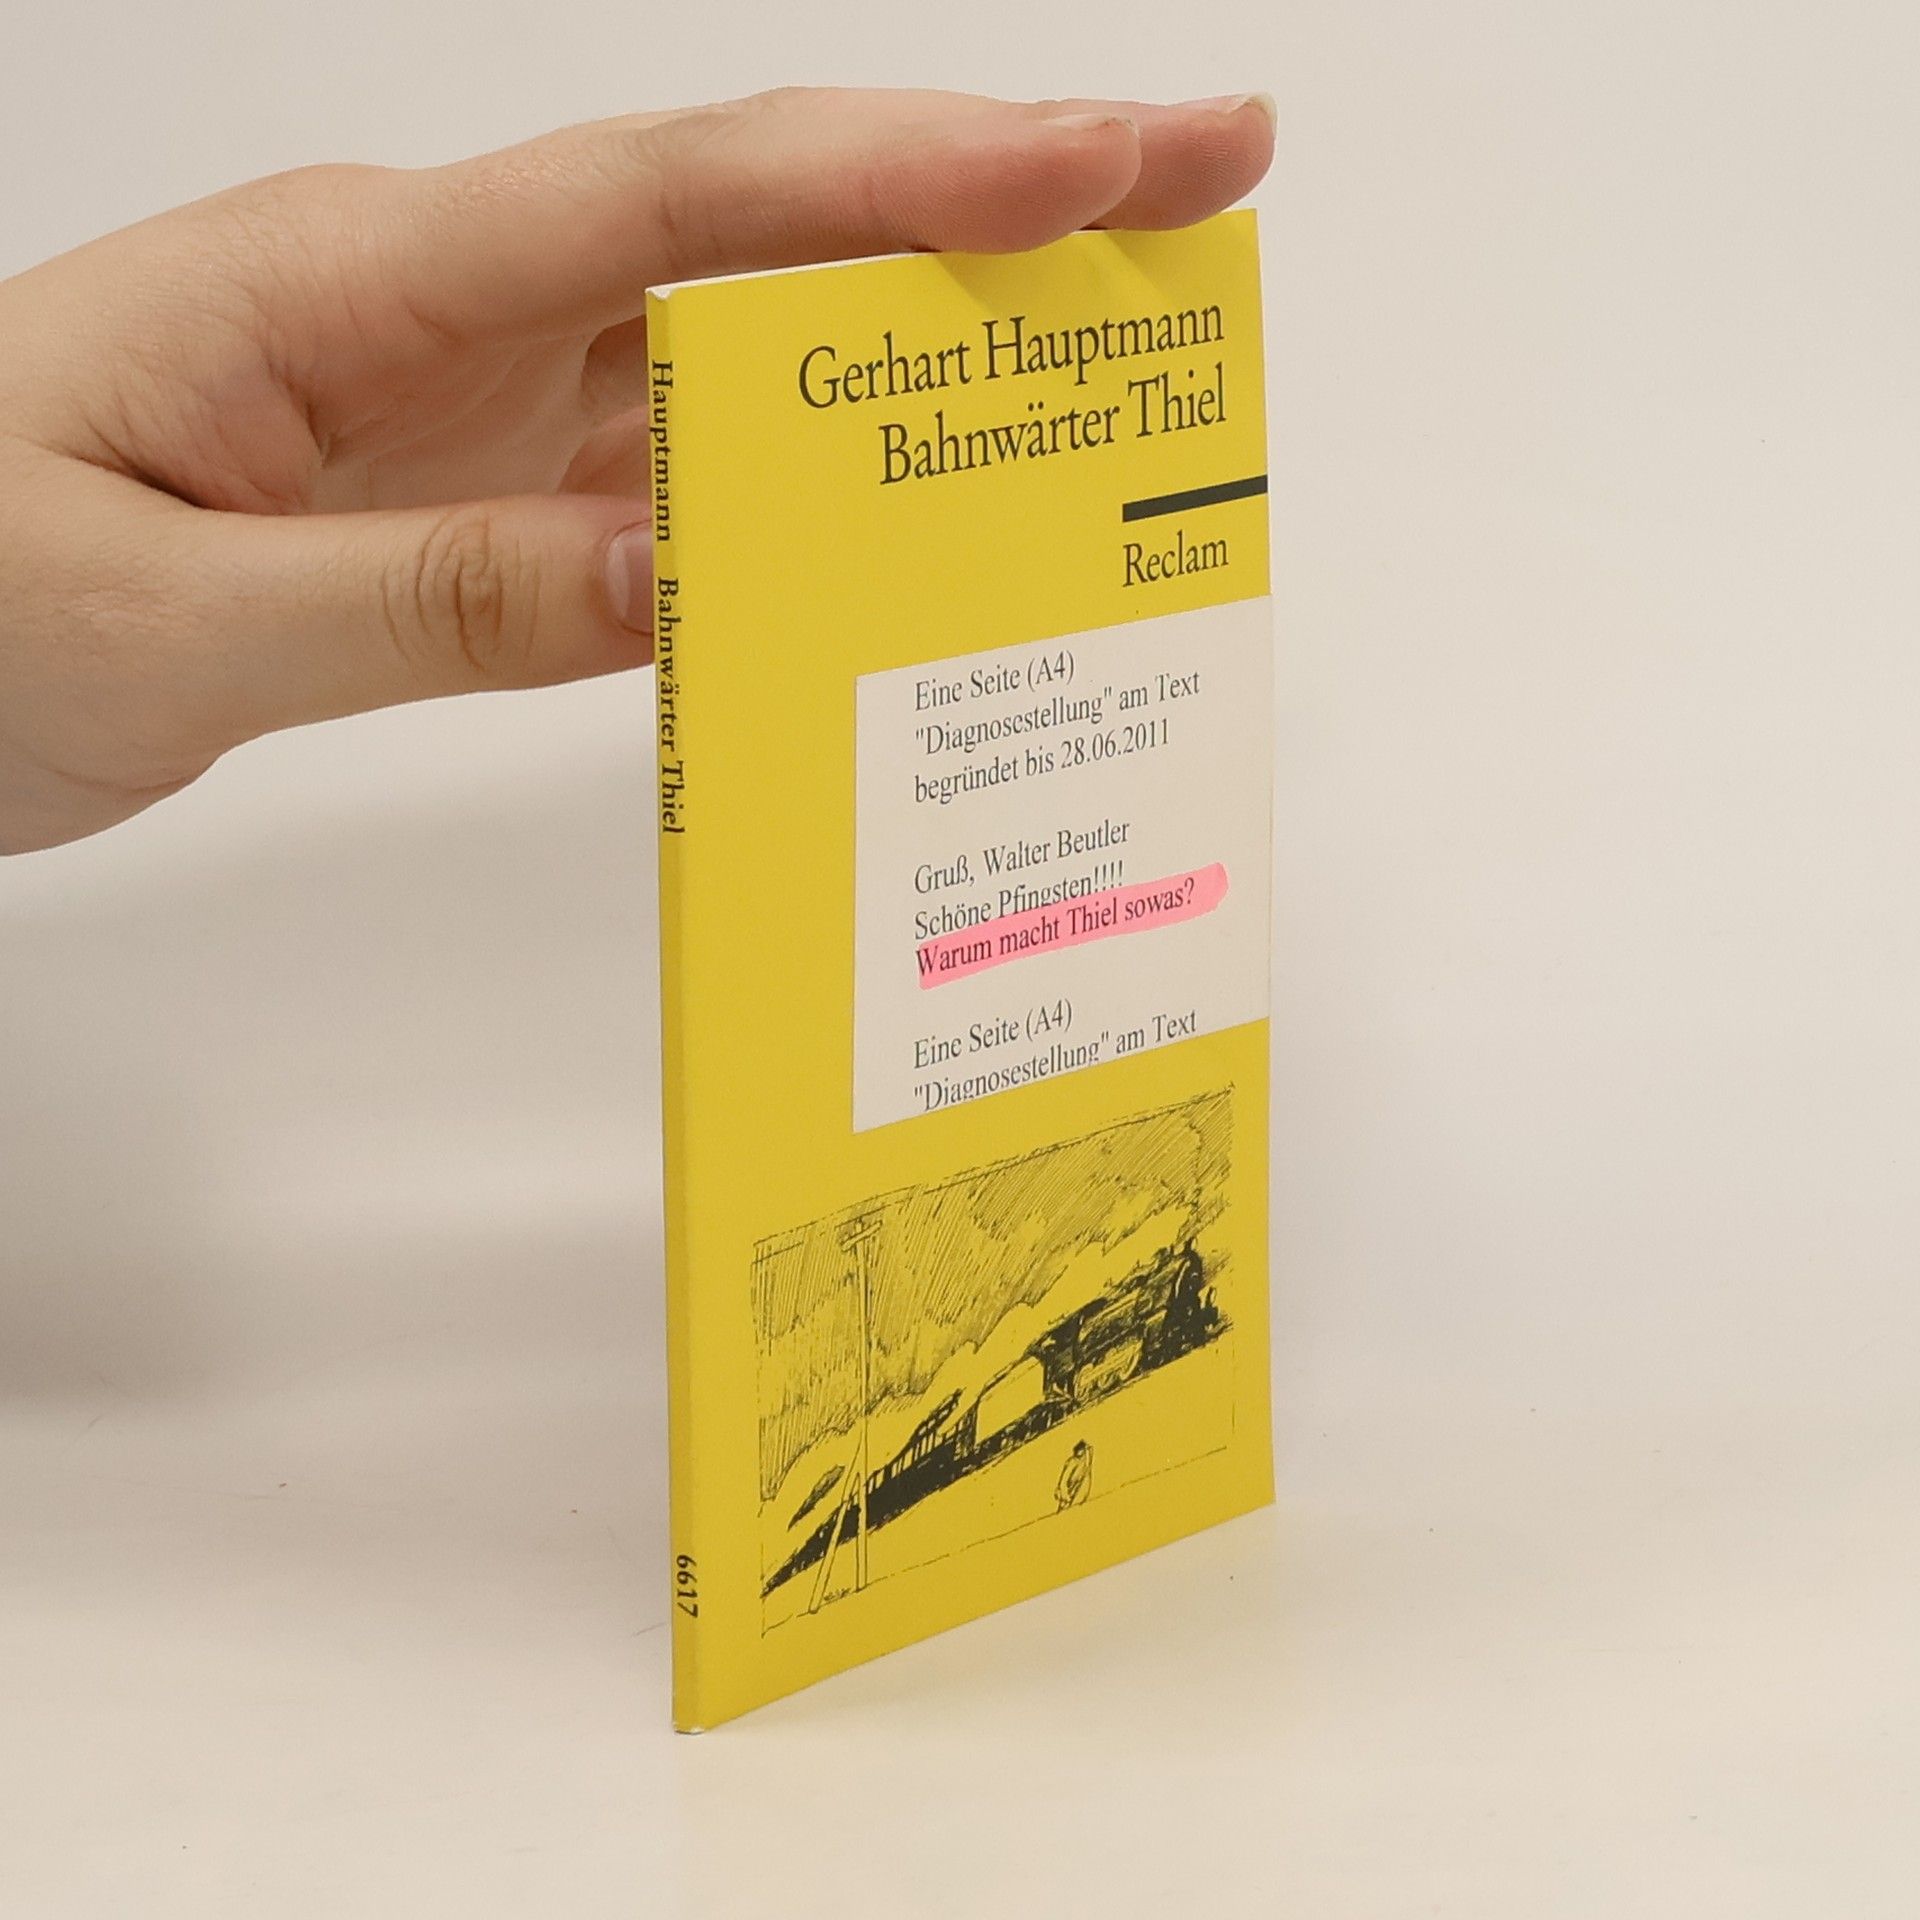 Hauptmann Bahnwärter Thiel
6617
Gerhart Hauptmann
Bahnwärter Thiel
Reclam
Eine Seite (A4)
"Diagnosestellung" am Text
begründet bis 28.06.2011
Gruß, Walter Beutler
Schöne Pfingsten!!!!
Warum macht Thiel sowas?
Eine Seite (A4)
"Diagnosestellung" am Text